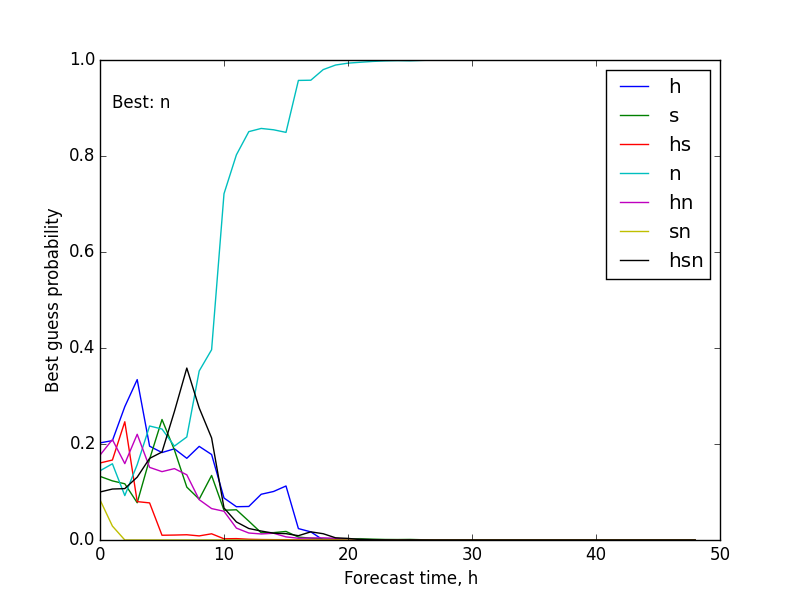 1.0
0.8
0.6
0.4
0.2
0.0
Best guess probability
Best: n
h
s
hs
n
hn
sn
hsn
0 10 20 30 40 50
Forecast time, h